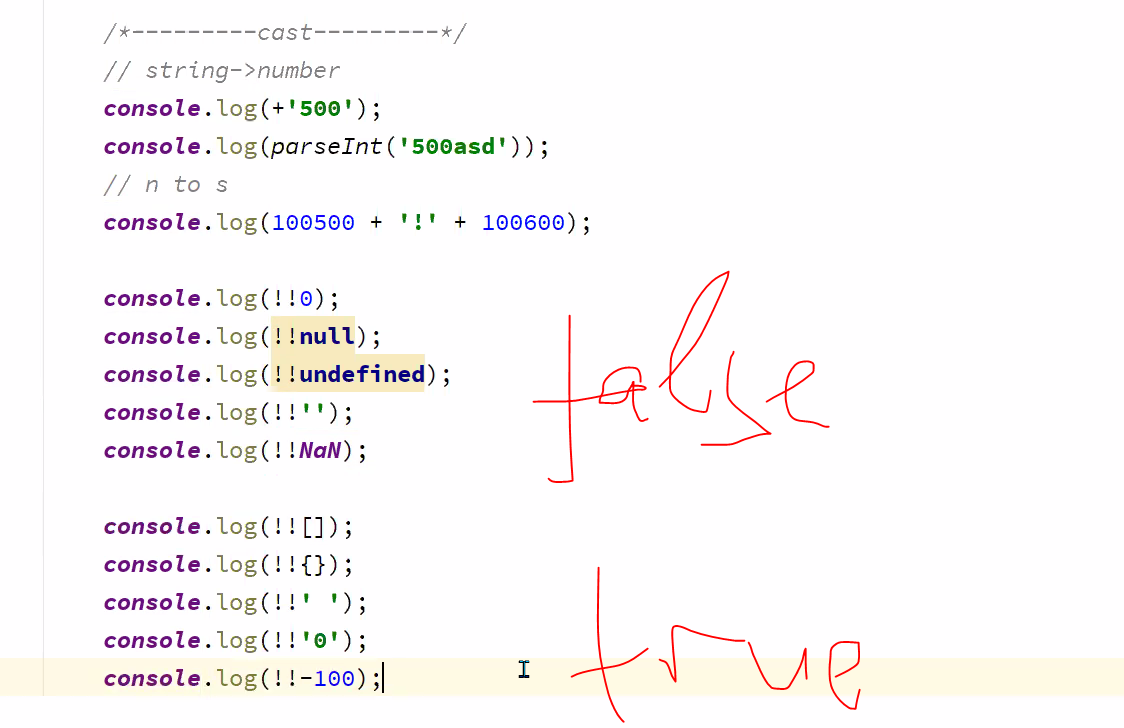 /*---------cast---------*/
// string->number
console.log(+'500');
console.log(parseInt('500asd'));
// n to s
console.log(100500 + '!' + 100600);
console.log(!!0);
console.log(!!null);
console.log(!!undefined);
console.log(!!'');
console.log(!!NaN);
false
console.log(!![]);
console.log(!!{});
console.log(!!' ');
console.log(!!'0');
console.log(!!-100);
true